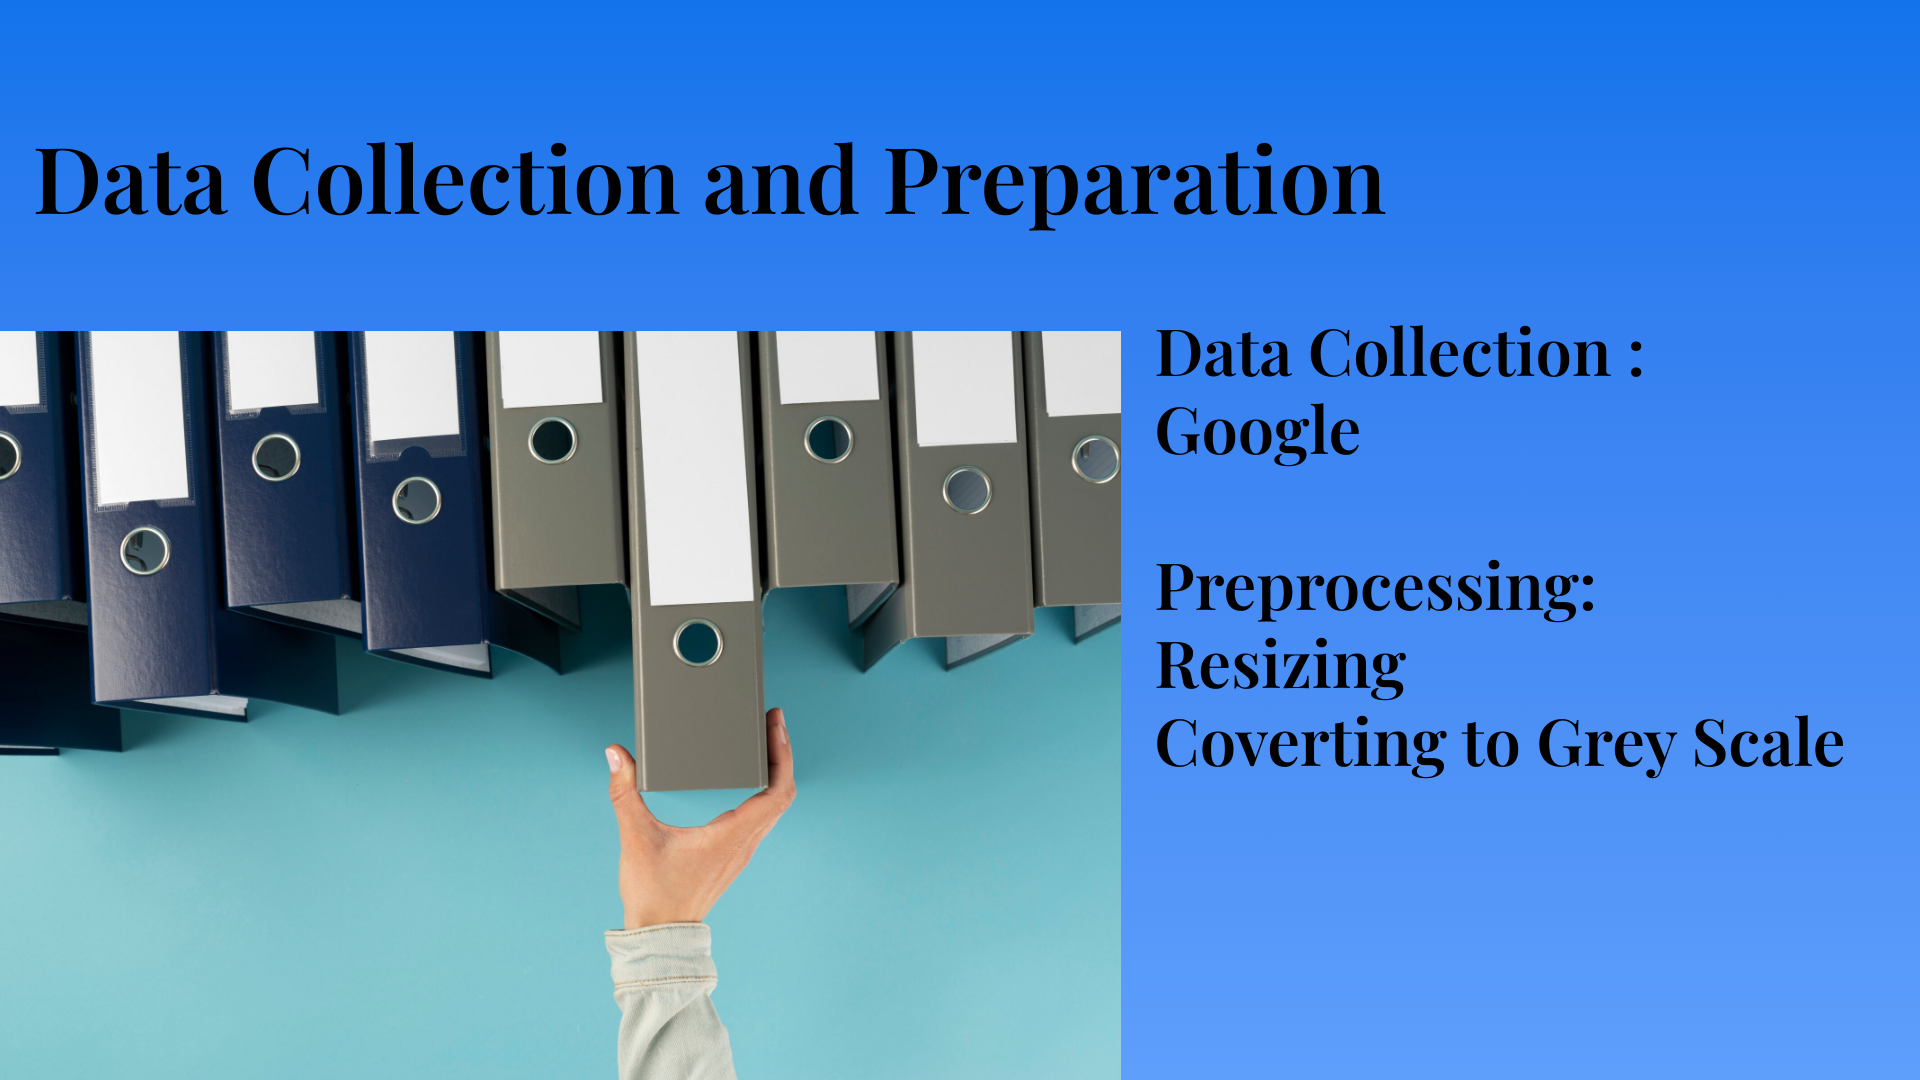 Data Collection and Preparation
Data Collection :
Google
Preprocessing:
Resizing
Coverting to Grey Scale